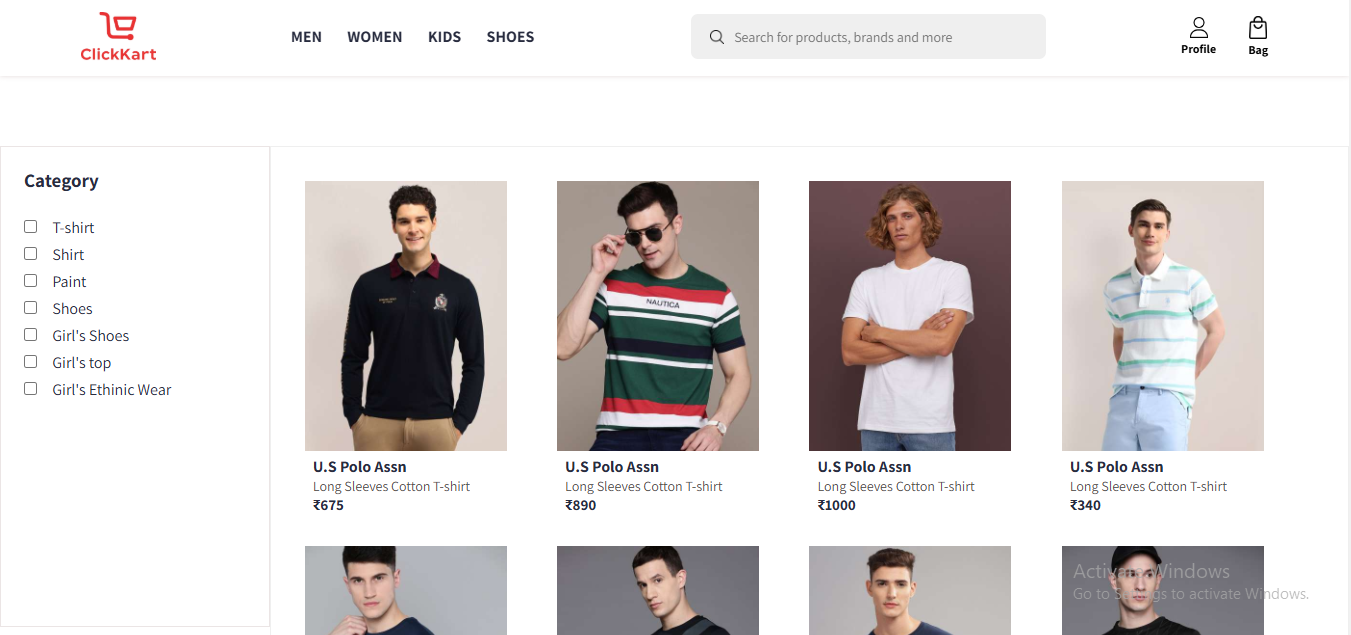 ClickKart
MEN WOMEN KIDS SHOES
Search for products, brands and more
Profile
Bag
Category
T-shirt
Shirt
Paint
Shoes
Girl's Shoes
Girl's top
Girl's Ethinic Wear
NAUTICA
U.S Polo Assn
Long Sleeves Cotton T-shirt
₹675
U.S Polo Assn
Long Sleeves Cotton T-shirt
₹890
U.S Polo Assn
Long Sleeves Cotton T-shirt
₹1000
U.S Polo Assn
Long Sleeves Cotton T-shirt
₹340
Activate Windows
Go to Settings to activate Windows.